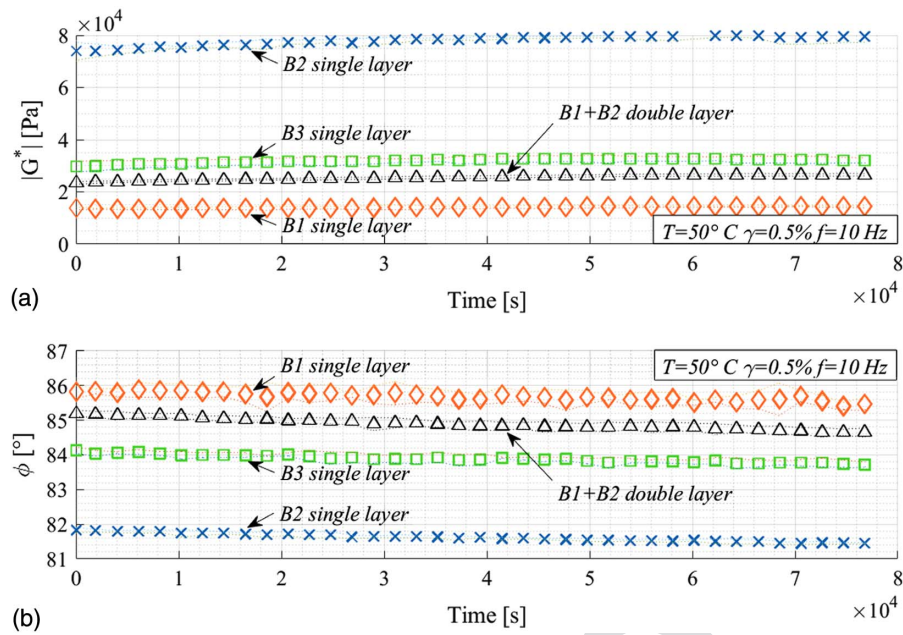 ×10⁴
8
6
4
2
0
|G*| [Pa]
B2 single layer
B3 single layer
B1+B2 double layer
B1 single layer
T=50° C γ=0.5% f=10 Hz
0 1 2 3 4 5 6 7 8
Time [s]
×10⁴
(a)
87
86
85
84
83
82
81
ϕ [°]
T=50° C γ=0.5% f=10 Hz
B1 single layer
B3 single layer
B1+B2 double layer
B2 single layer
0 1 2 3 4 5 6 7 8
Time [s]
×10⁴
(b)